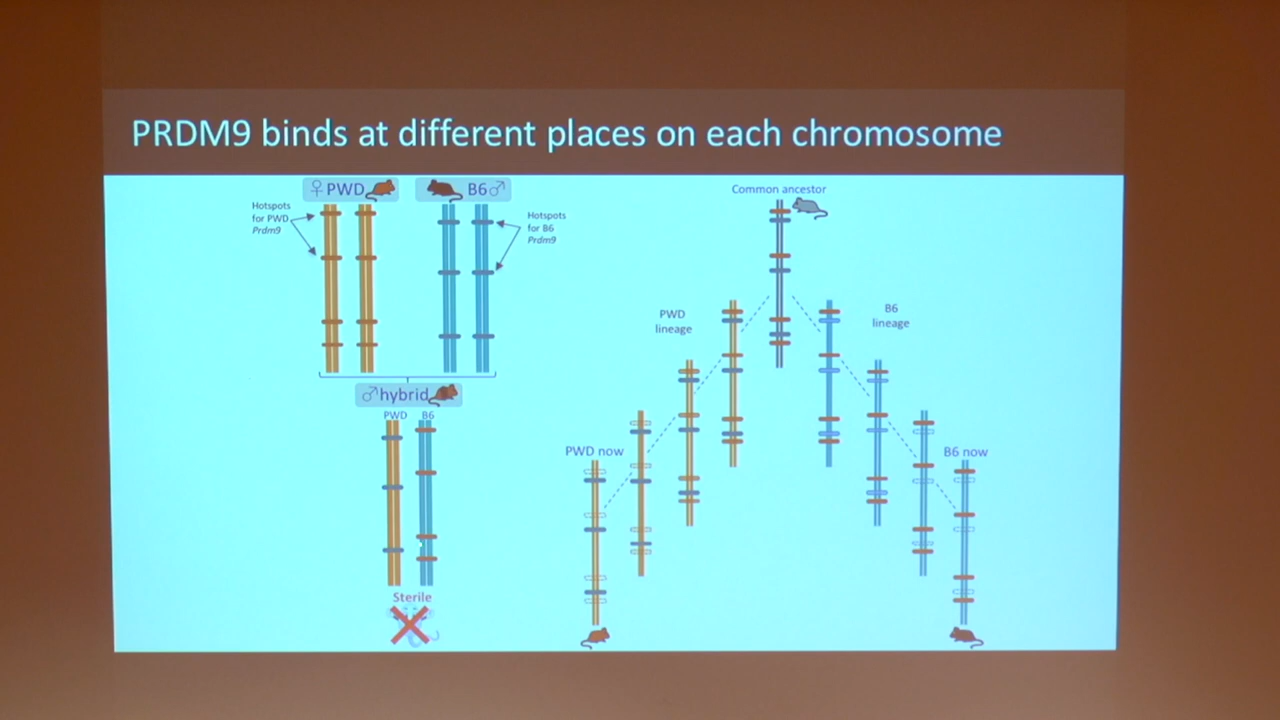 PRDM9 binds at different places on each chromosome
♀PWD
B6♂
Hotspots
for PWD
Prdm9
Hotspots
for B6
Prdm9
♂hybrid
PWD
B6
Sterile
Common ancestor
PWD
lineage
B6
lineage
PWD now
B6 now